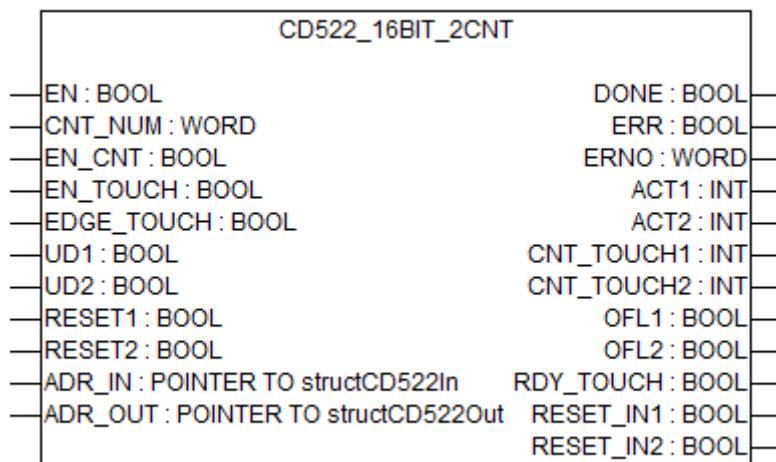 CD522_16BIT_2CNT
EN : BOOL DONE : BOOL
CNT_NUM : WORD ERR : BOOL
EN_CNT : BOOL ERNO : WORD
EN_TOUCH : BOOL ACT1 : INT
EDGE_TOUCH : BOOL ACT2 : INT
UD1 : BOOL CNT_TOUCH1 : INT
UD2 : BOOL CNT_TOUCH2 : INT
RESET1 : BOOL OFL1 : BOOL
RESET2 : BOOL OFL2 : BOOL
ADR_IN : POINTER TO structCD522In RDY_TOUCH : BOOL
ADR_OUT : POINTER TO structCD522Out RESET_IN1 : BOOL
RESET_IN2 : BOOL